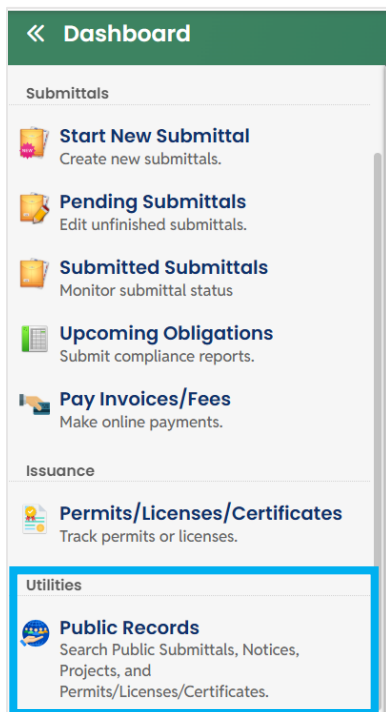 « Dashboard
Submittals
NEW
Start New Submittal
Create new submittals.
Pending Submittals
Edit unfinished submittals.
Submitted Submittals
Monitor submittal status
Upcoming Obligations
Submit compliance reports.
Pay Invoices/Fees
Make online payments.
Issuance
Permits/Licenses/Certificates
Track permits or licenses.
Utilities
Public Records
Search Public Submittals, Notices,
Projects, and
Permits/Licenses/Certificates.